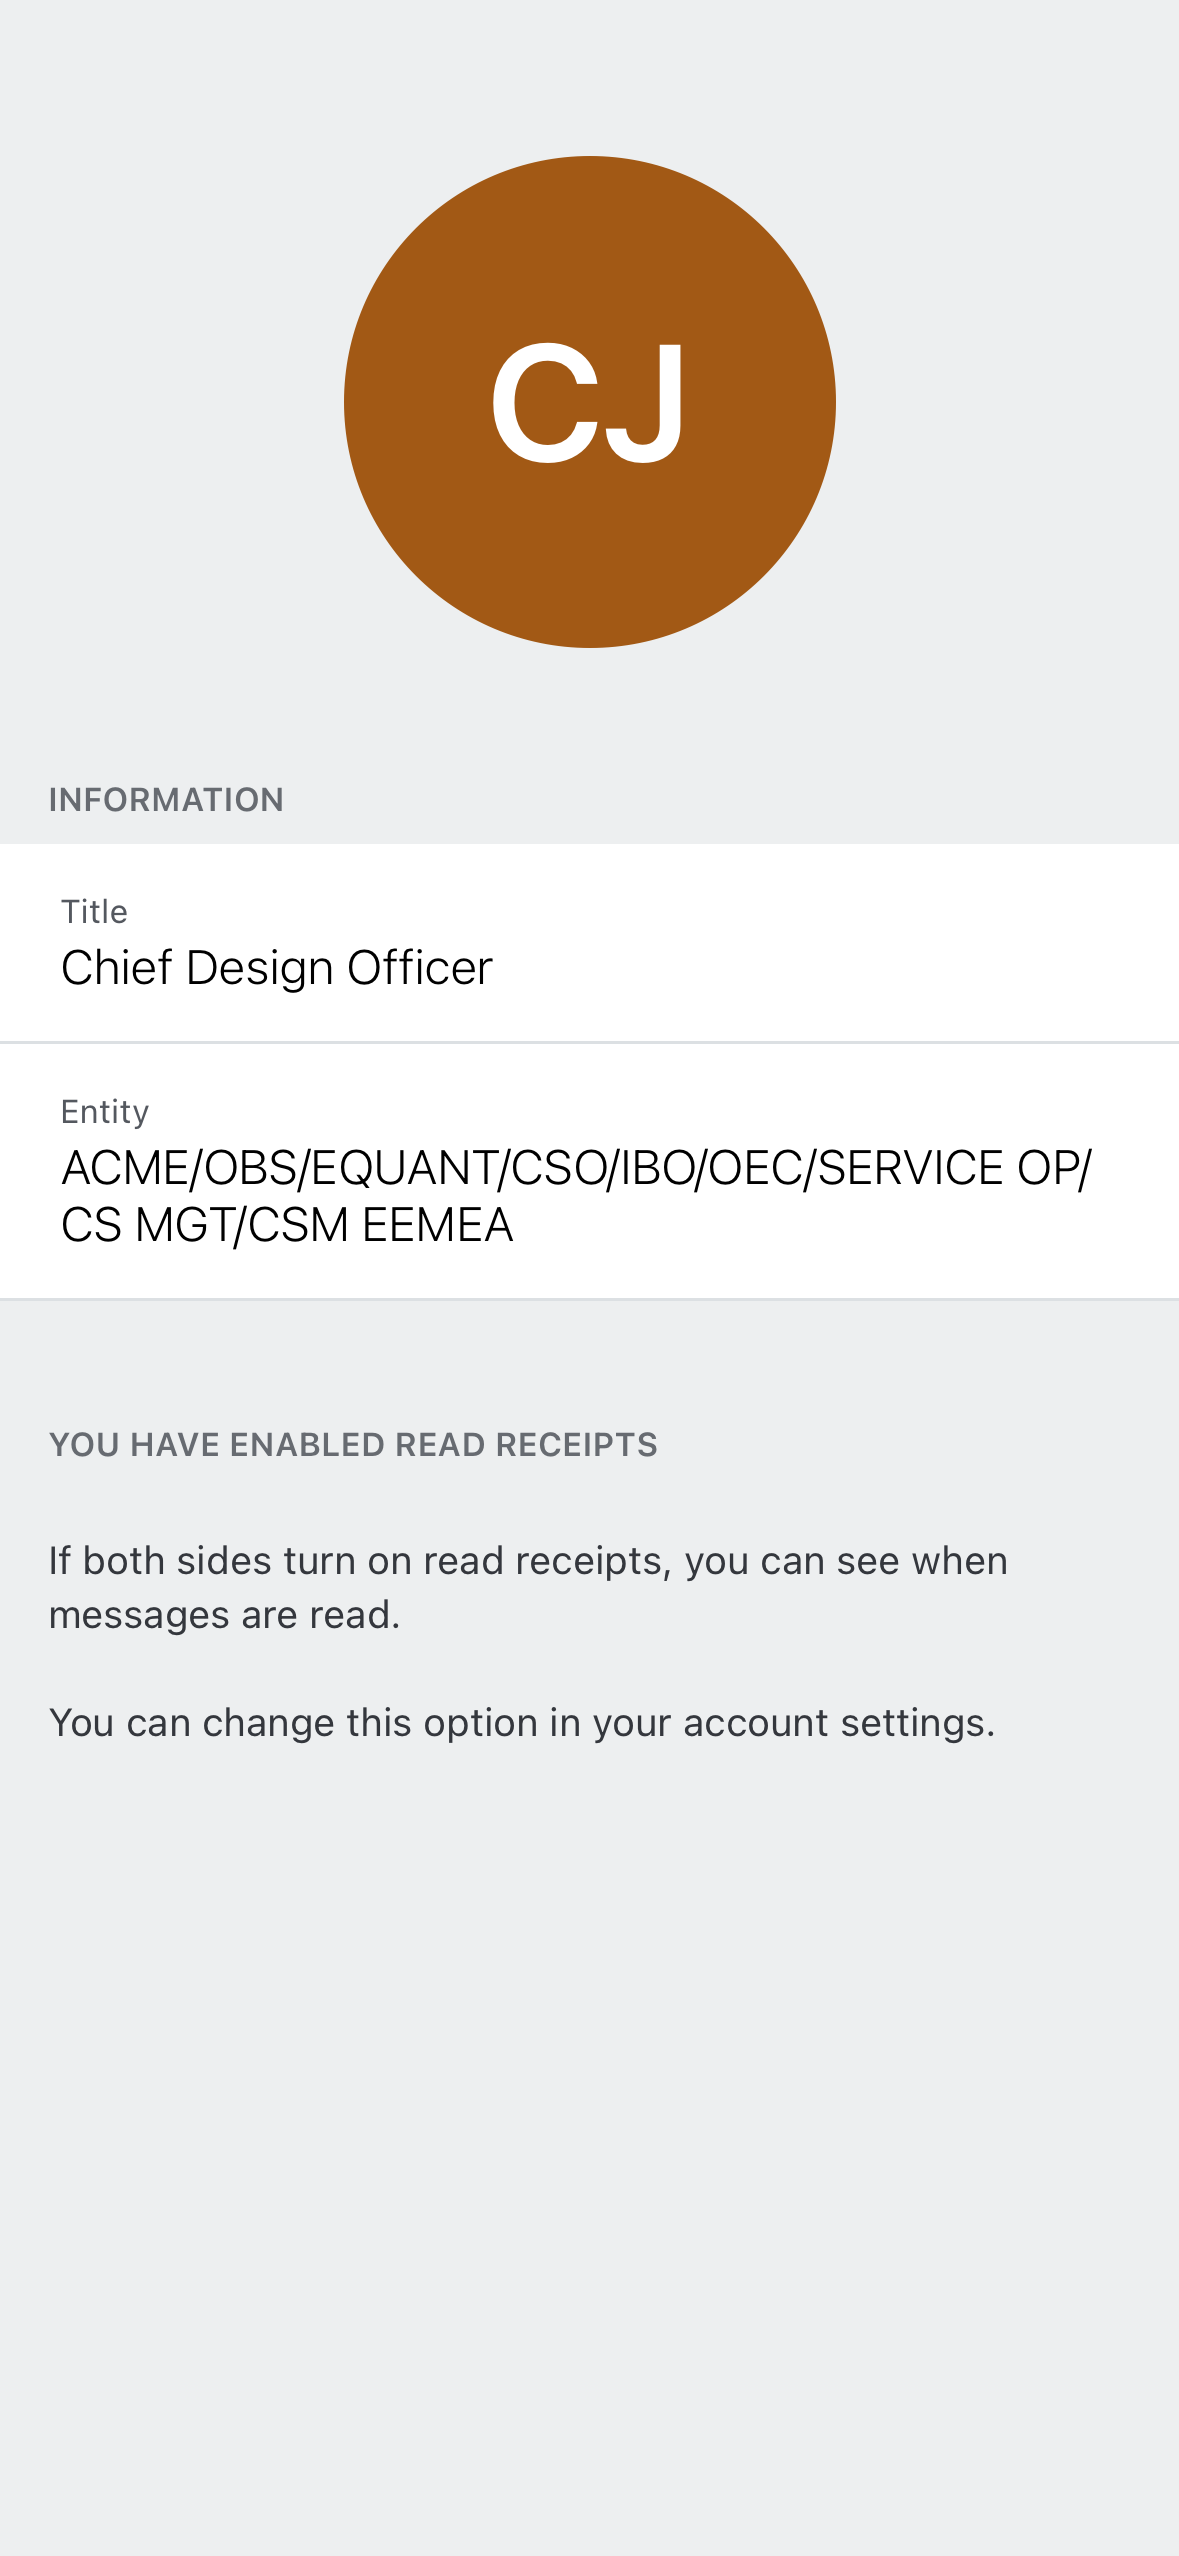 CJ
INFORMATION
Title
Chief Design Officer
Entity
ACME/OBS/EQUANT/CSO/IBO/OEC/SERVICE OP/
CS MGT/CSM EEMEA
YOU HAVE ENABLED READ RECEIPTS
If both sides turn on read receipts, you can see when
messages are read.
You can change this option in your account settings.